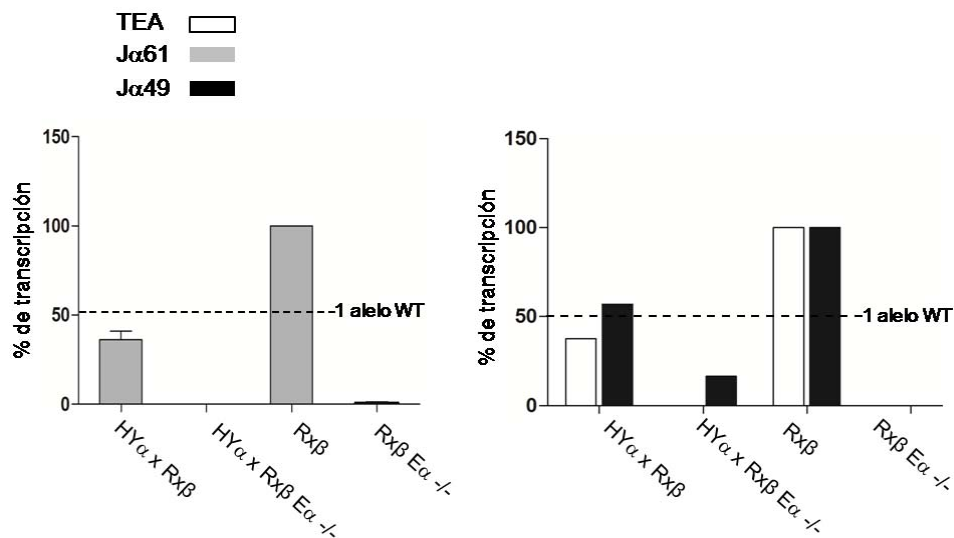 TEA
Jα61
Jα49
% de transcripción
150
100
50
0
1 alelo WT
HYα x Rxβ
HYα x Rxβ Eα -/-
Rxβ
Rxβ Eα -/-
% de transcripción
150
100
50
0
1 alelo WT
HYα x Rxβ
HYα x Rxβ Eα -/-
Rxβ
Rxβ Eα -/-